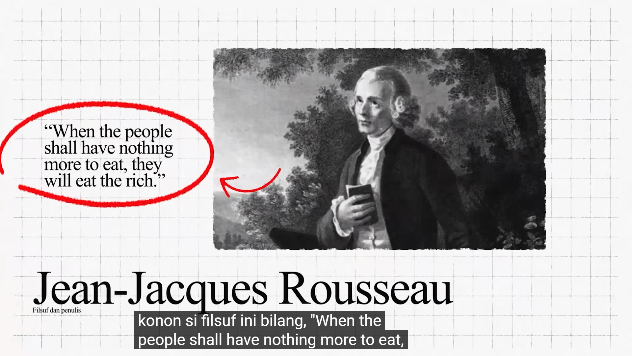 “When the people
shall have nothing
more to eat, they
will eat the rich.”
Jean-Jacques Rousseau
Filsuf dan penulis
konon si filsuf ini bilang, "When the
people shall have nothing more to eat,